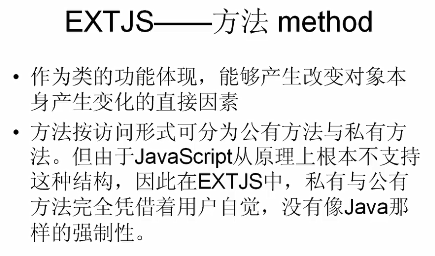 EXTJS——方法 method
• 作为类的功能体现，能够产生改变对象本
身产生变化的直接因素
• 方法按访问形式可分为公有方法与私有方
法。但由于JavaScript从原理上根本不支持
这种结构，因此在EXTJS中，私有与公有
方法完全凭借着用户自觉，没有像Java那
样的强制性。